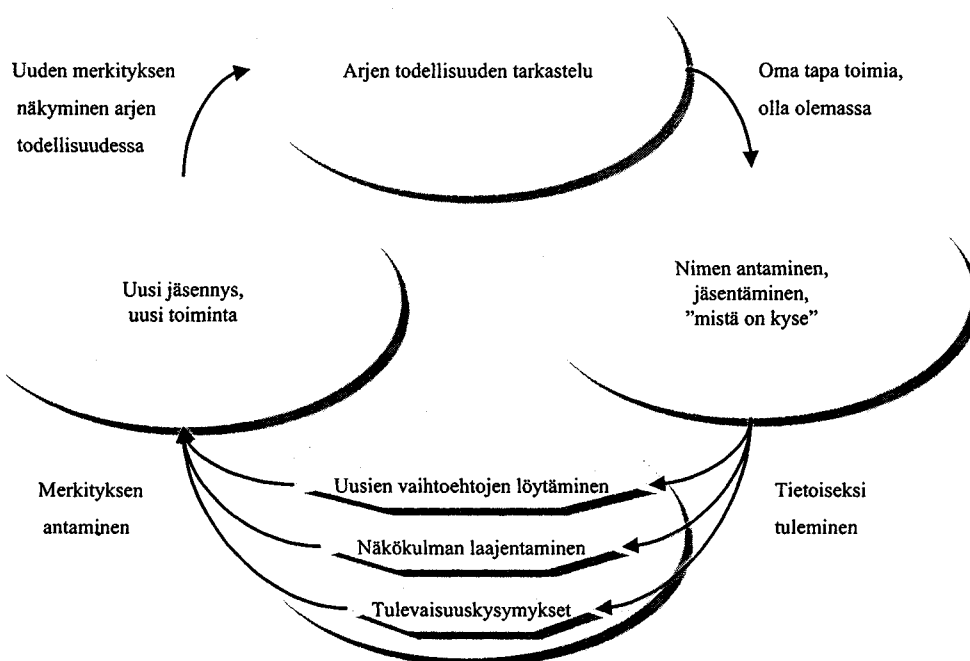 Uuden merkityksen
näkyminen arjen
todellisuudessa
Arjen todellisuuden tarkastelu
Oma tapa toimia,
olla olemassa
Uusi jäsennys,
uusi toiminta
Nimen antaminen,
jäsentäminen,
”mistä on kyse”
Merkityksen
antaminen
Uusien vaihtoehtojen löytäminen
Näkökulman laajentaminen
Tulevaisuuskysymykset
Tietoiseksi
tuleminen